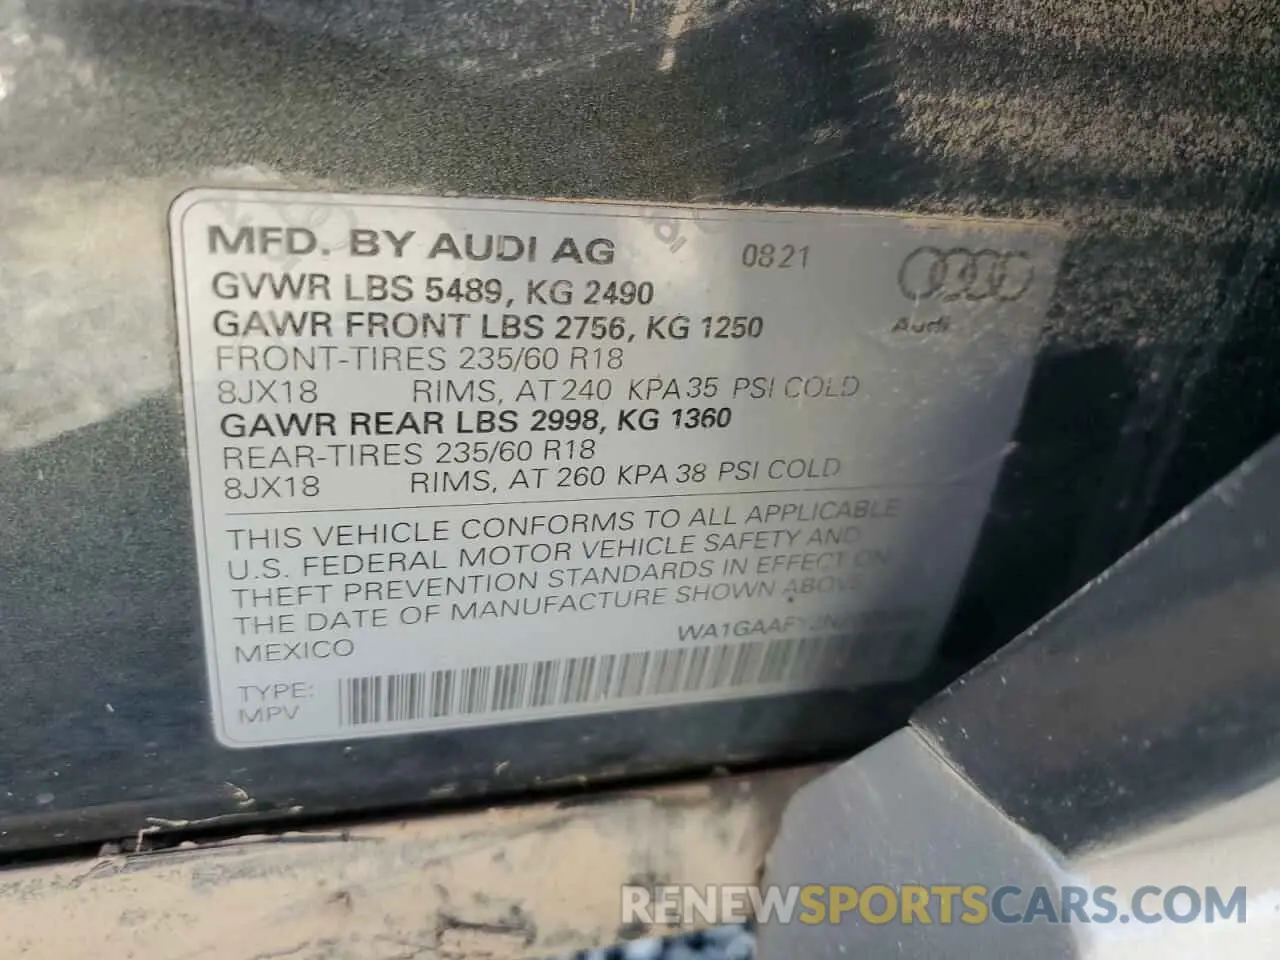 MFD. BY AUDI AG 0821
GVWR LBS 5489, KG 2490
GAWR FRONT LBS 2756, KG 1250
Audi
FRONT-TIRES 235/60 R18
8JX18 RIMS, AT 240 KPA 35 PSI COLD
GAWR REAR LBS 2998, KG 1360
REAR-TIRES 235/60 R18
8JX18 RIMS, AT 260 KPA 38 PSI COLD
THIS VEHICLE CONFORMS TO ALL APPLICABLE
U.S. FEDERAL MOTOR VEHICLE SAFETY AND
THEFT PREVENTION STANDARDS IN EFFECT ON
THE DATE OF MANUFACTURE SHOWN ABOVE
MEXICO
TYPE:
MPV
RENEWSPORTSCARS.COM